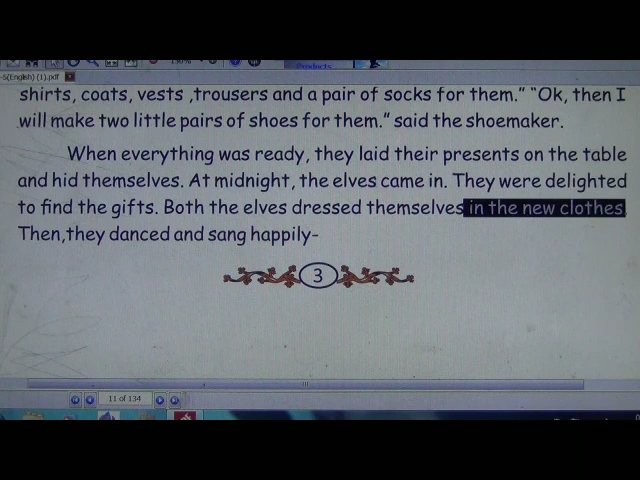 -S(English) (1).pdf
shirts, coats, vests ,trousers and a pair of socks for them.” “Ok, then I
will make two little pairs of shoes for them.” said the shoemaker.
When everything was ready, they laid their presents on the table
and hid themselves. At midnight, the elves came in. They were delighted
to find the gifts. Both the elves dressed themselves in the new clothes.
Then,they danced and sang happily-
3
11 of 134